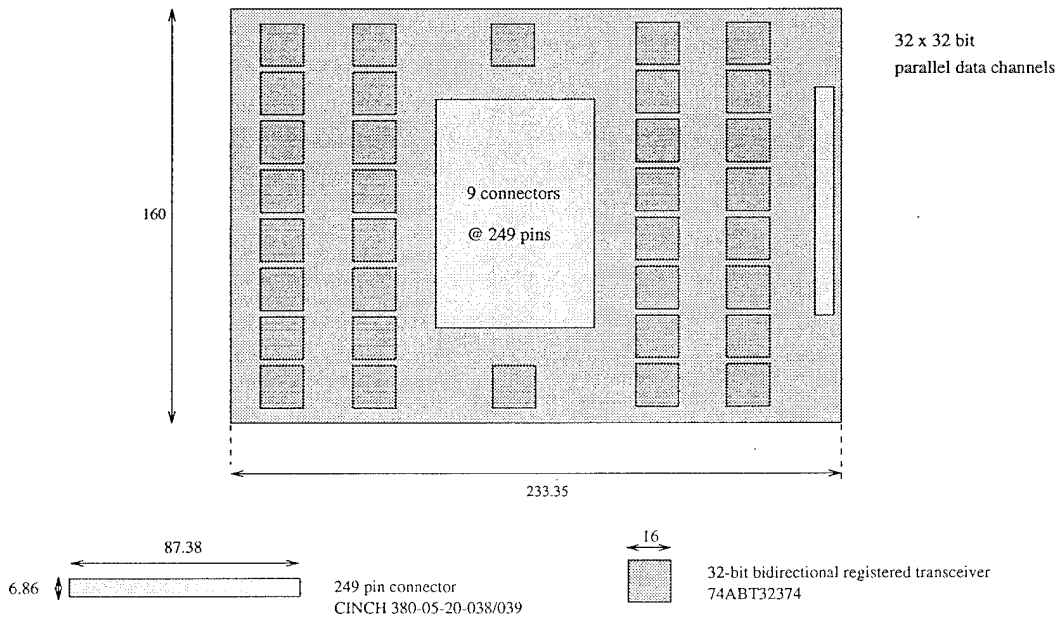 32 x 32 bit
parallel data channels
9 connectors
@ 249 pins
160
233.35
87.38
6.86
249 pin connector
CINCH 380-05-20-038/039
16
32-bit bidirectional registered transceiver
74ABT32374